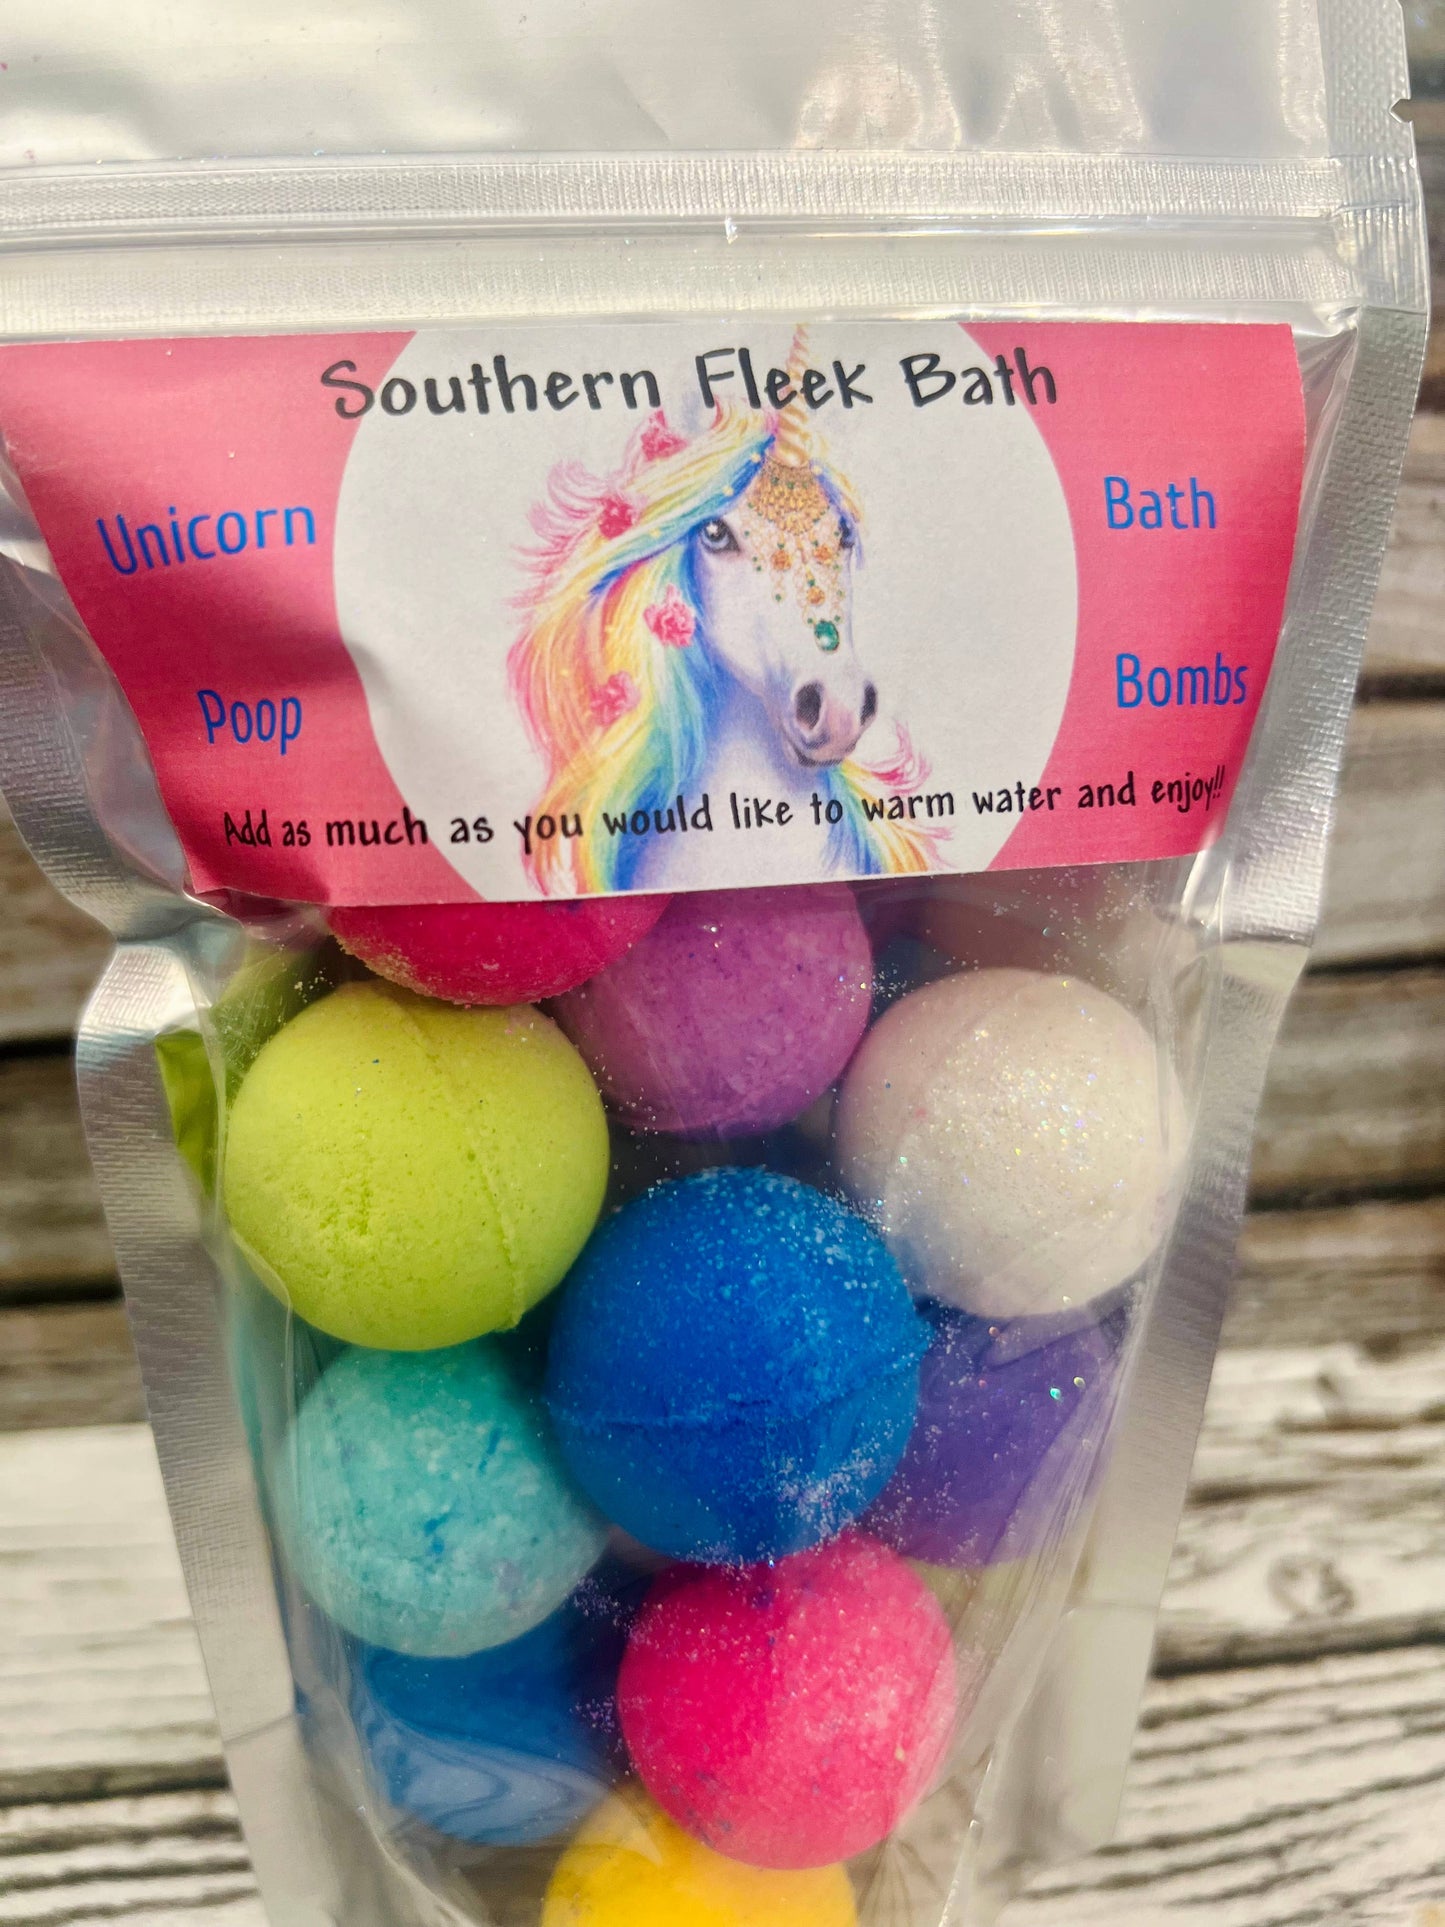 Southern Fleek Bath
Unicorn
Bath
Poop
Bombs
Add as much as you would like to warm water and enjoy!!